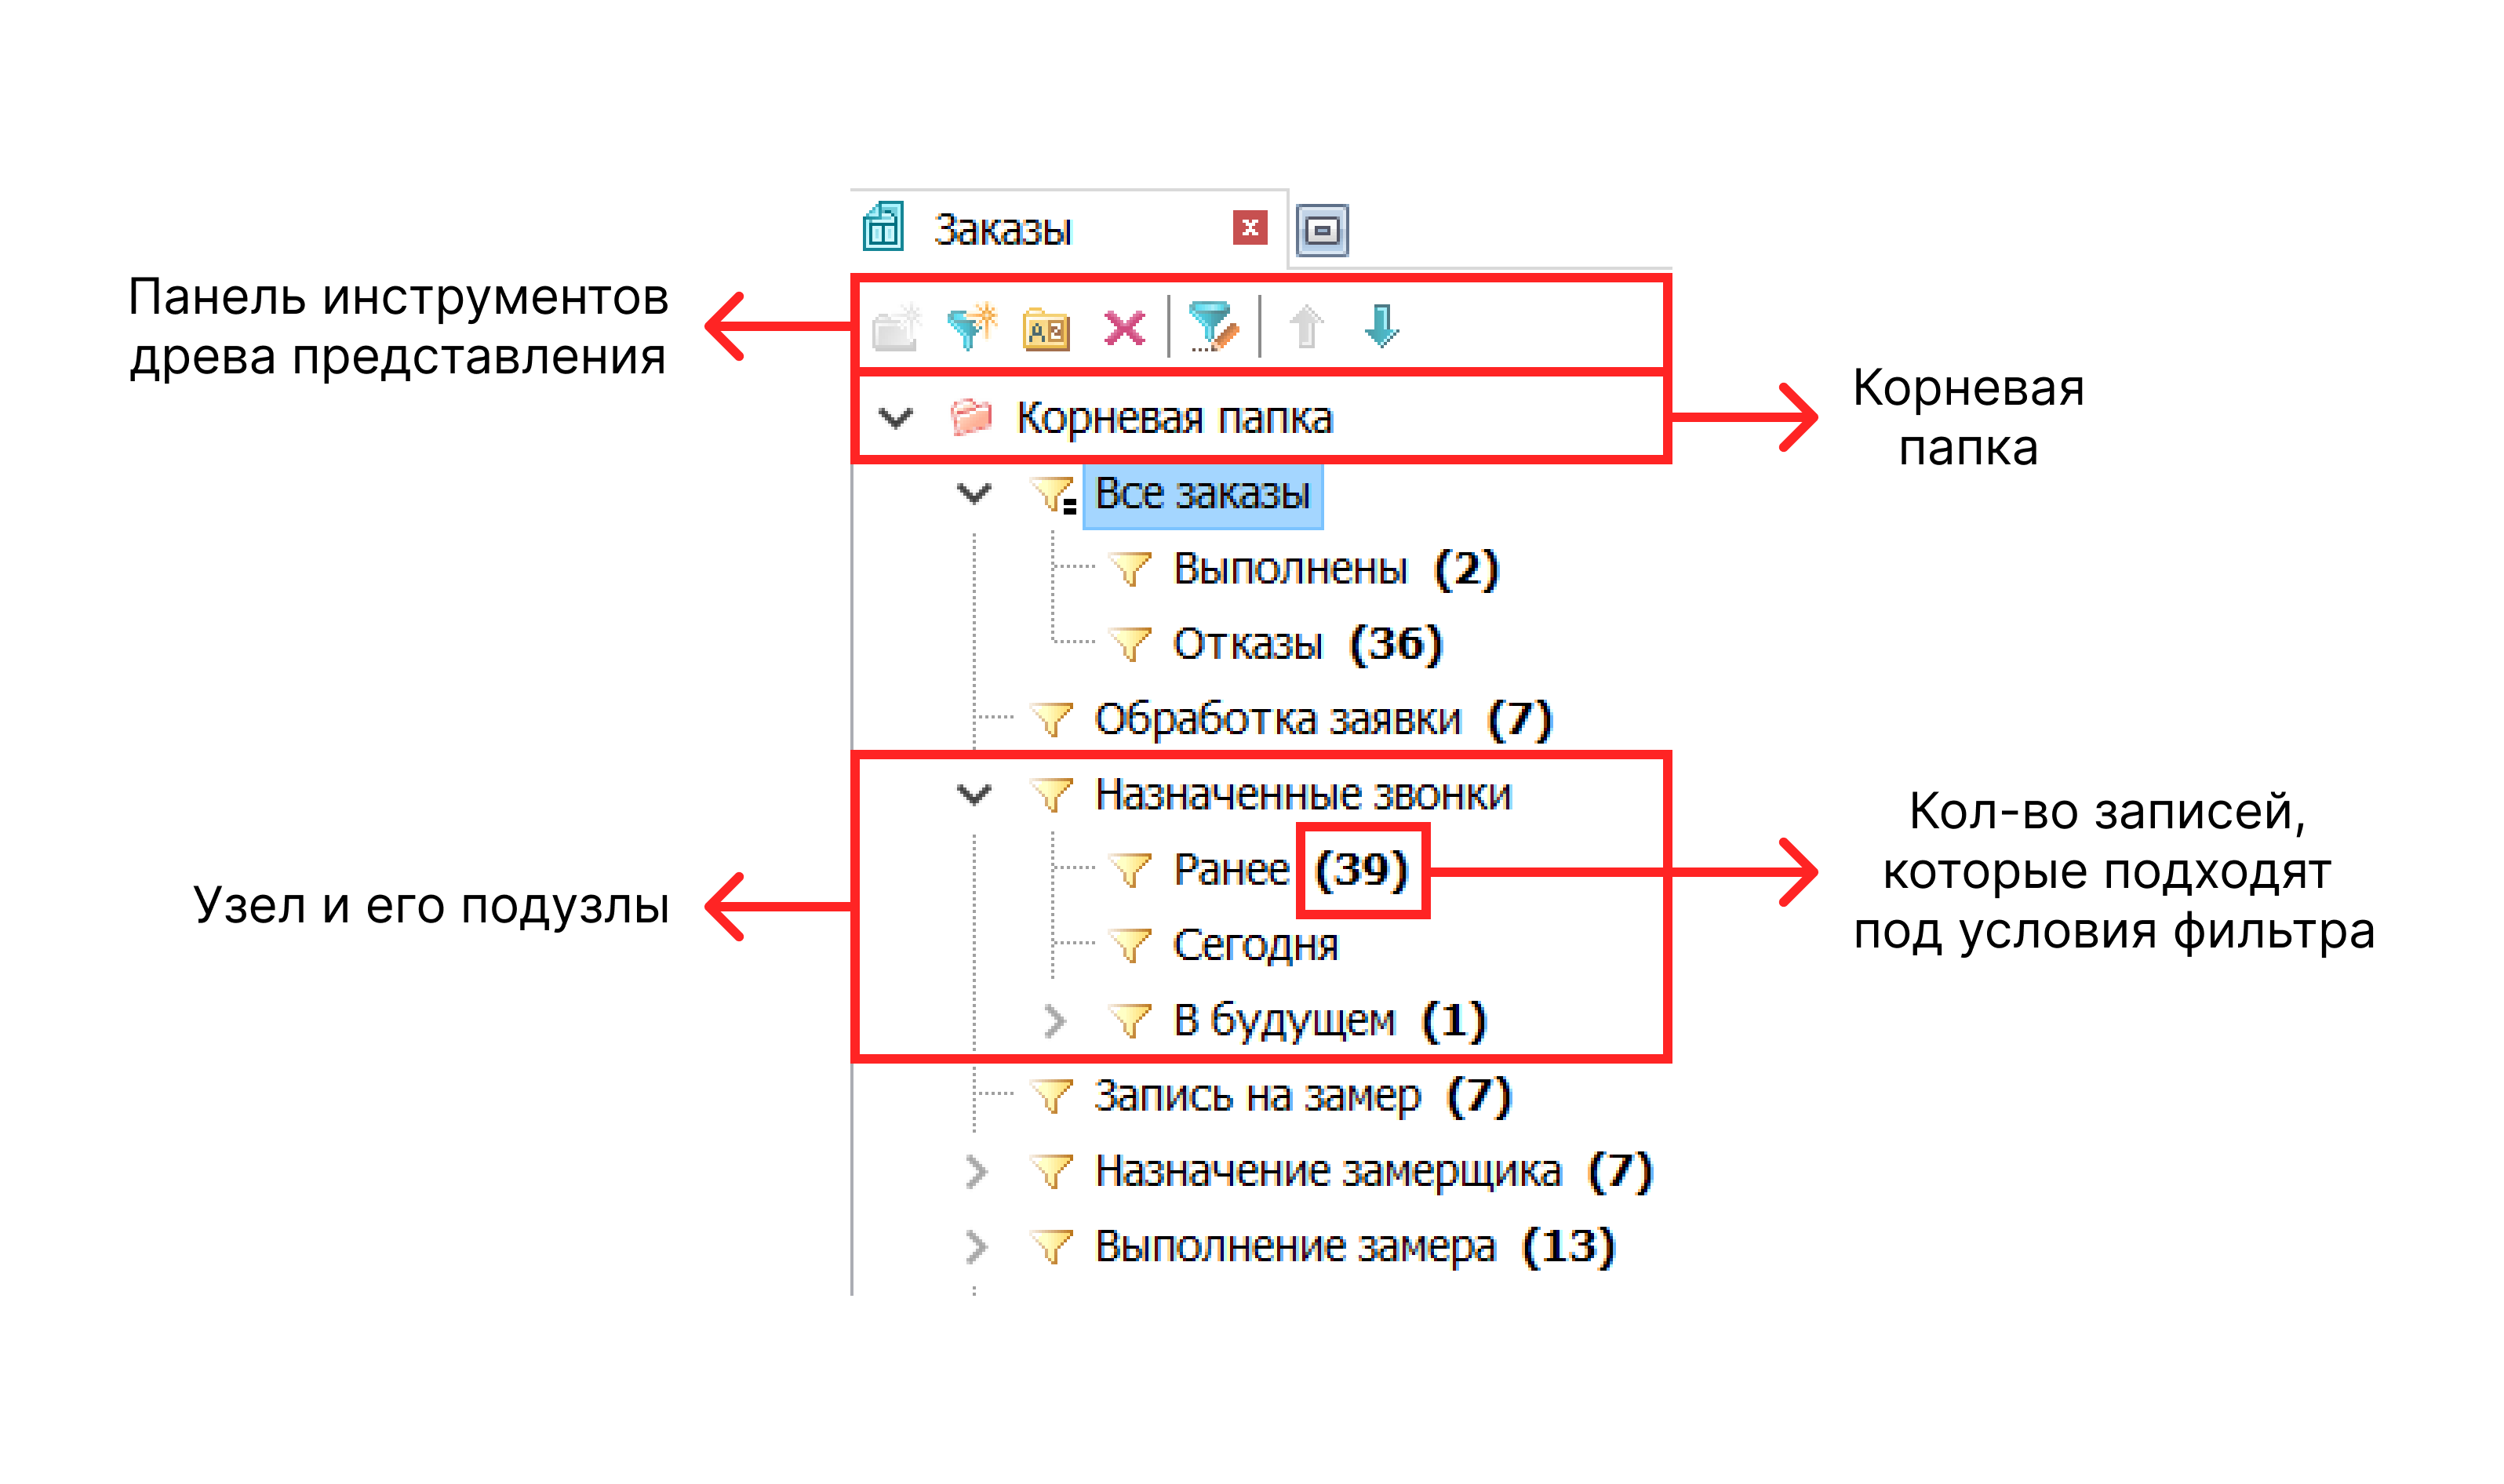 Заказы
Панель инструментов
древа представления
Корневая папка
Корневая
папка
Все заказы
Выполнены (2)
Отказы (36)
Обработка заявки (7)
Назначенные звонки
Ранее (39)
Сегодня
В будущем (1)
Узел и его подузлы
Кол-во записей,
которые подходят
под условия фильтра
Запись на замер (7)
Назначение замерщика (7)
Выполнение замера (13)